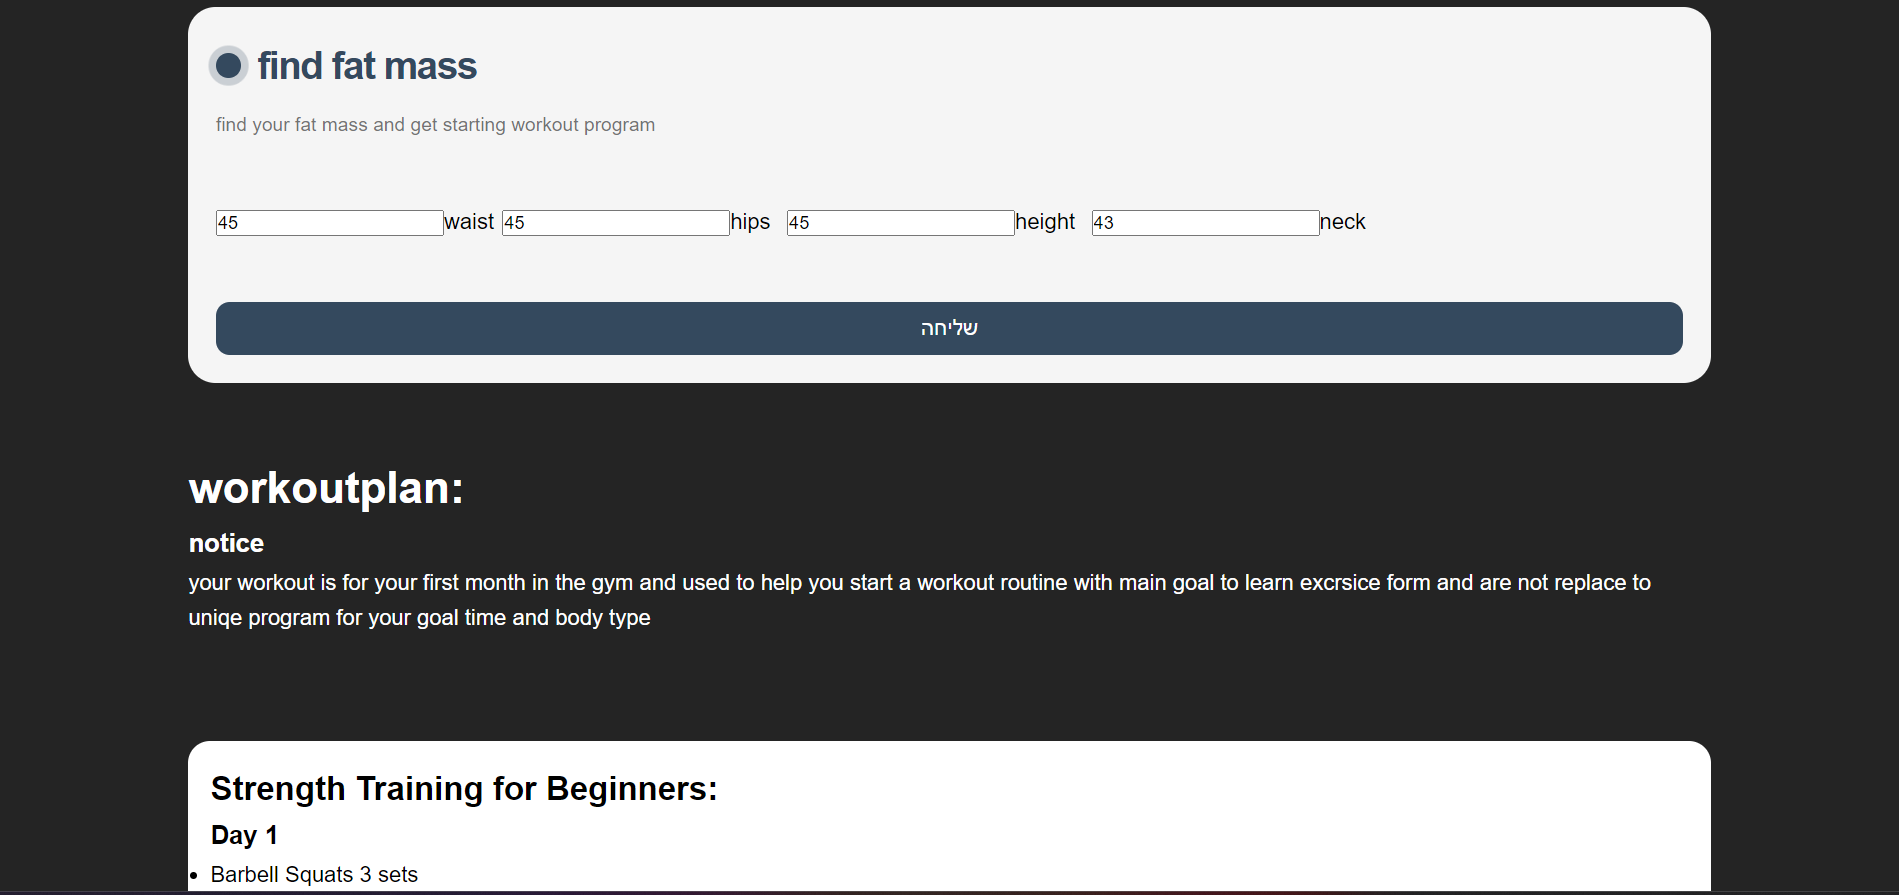 find fat mass
find your fat mass and get starting workout program
45 waist 45 hips 45 height 43 neck
שליחה
workoutplan:
notice
your workout is for your first month in the gym and used to help you start a workout routine with main goal to learn excrsice form and are not replace to
uniqe program for your goal time and body type
Strength Training for Beginners:
Day 1
Barbell Squats 3 sets